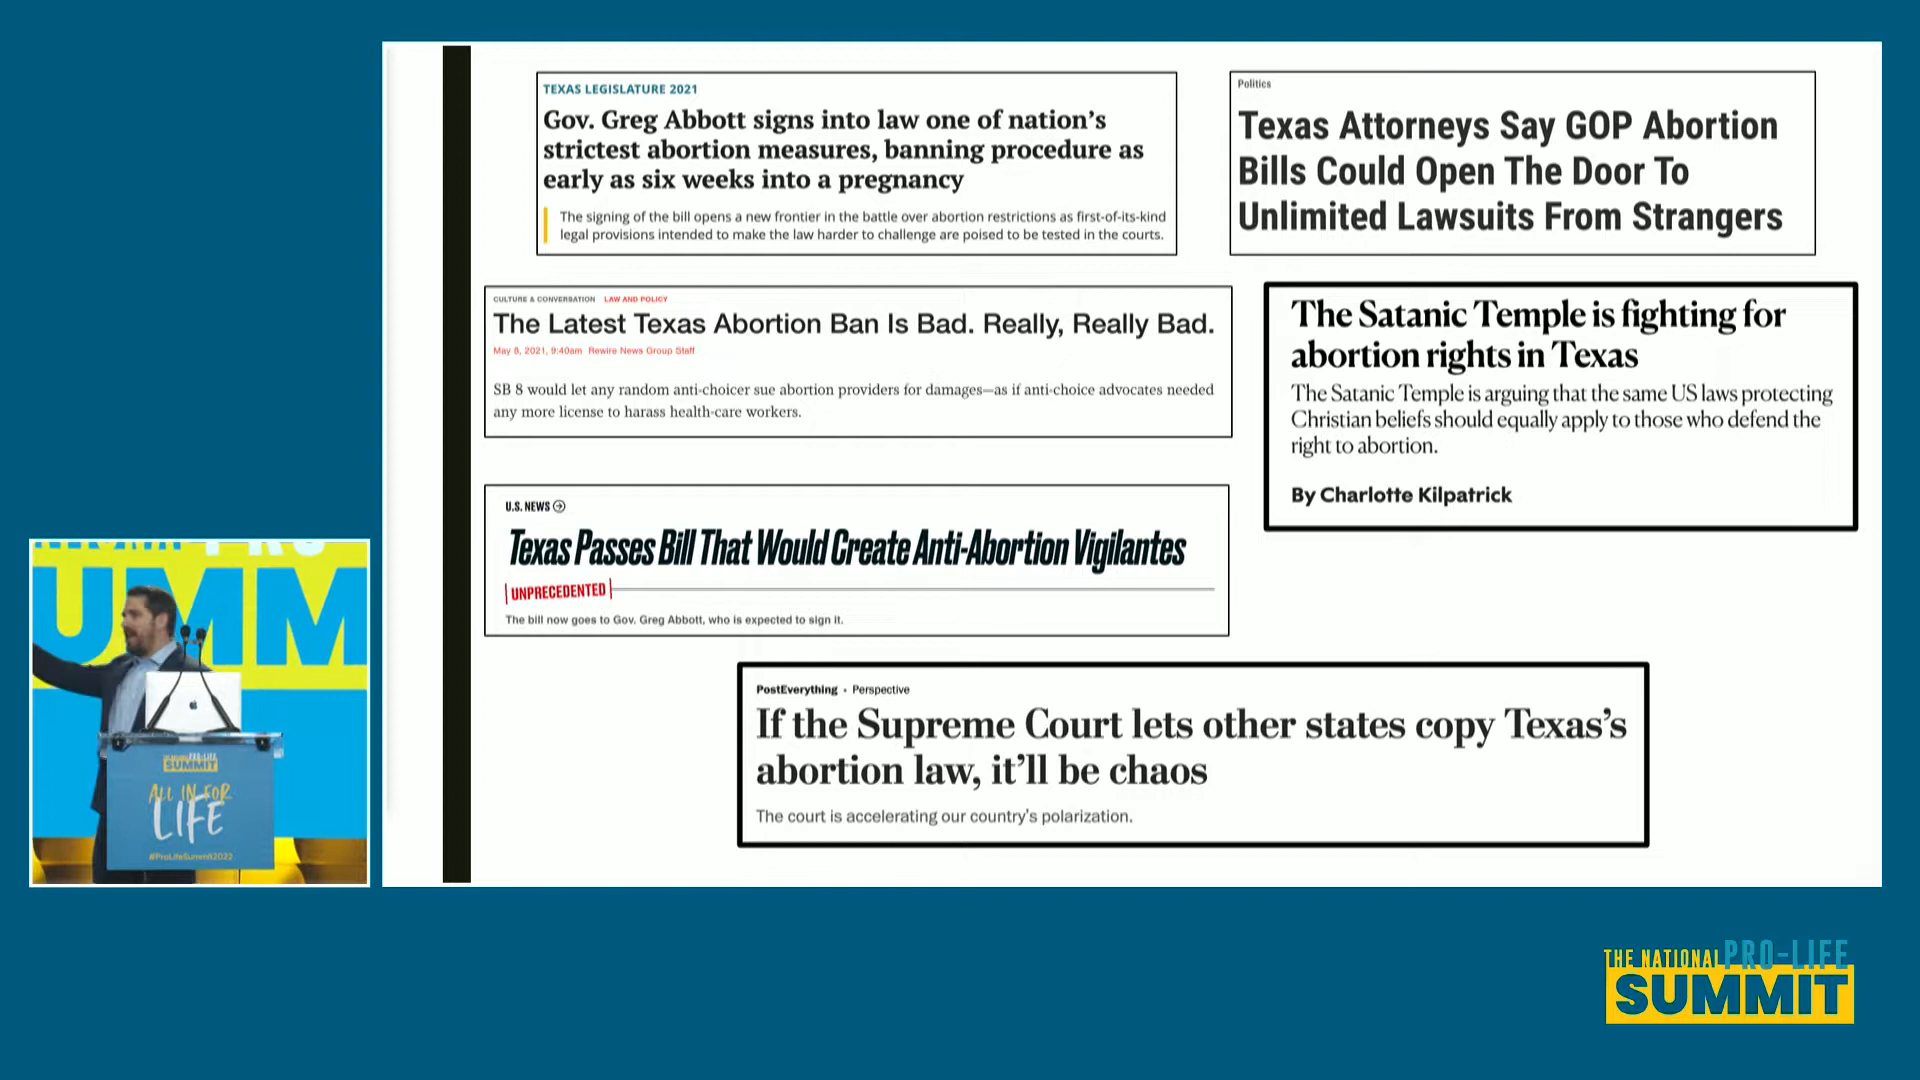 TEXAS LEGISLATURE 2021
Gov. Greg Abbott signs into law one of nation's
strictest abortion measures, banning procedure as
early as six weeks into a pregnancy
The signing of the bill opens a new frontier in the battle over abortion restrictions as first-of-its-kind
legal provisions intended to make the law harder to challenge are poised to be tested in the courts.
Politics
Texas Attorneys Say GOP Abortion
Bills Could Open The Door To
Unlimited Lawsuits From Strangers
CULTURE & CONVERSATION LAW AND POLICY
The Latest Texas Abortion Ban Is Bad. Really, Really Bad.
May 8, 2021, 9:40am Rewire News Group Staff
SB 8 would let any random anti-choicer sue abortion providers for damages—as if anti-choice advocates needed
any more license to harass health-care workers.
The Satanic Temple is fighting for
abortion rights in Texas
The Satanic Temple is arguing that the same US laws protecting
Christian beliefs should equally apply to those who defend the
right to abortion.
By Charlotte Kilpatrick
U.S. NEWS
Texas Passes Bill That Would Create Anti-Abortion Vigilantes
UNPRECEDENTED
The bill now goes to Gov. Greg Abbott, who is expected to sign it.
PostEverything • Perspective
If the Supreme Court lets other states copy Texas's
abortion law, it'll be chaos
The court is accelerating our country's polarization.
UMM
SUMMIT
ALL IN FOR
LIFE
#ProLifeSummit2022
THE NATIONAL PRO-LIFE
SUMMIT